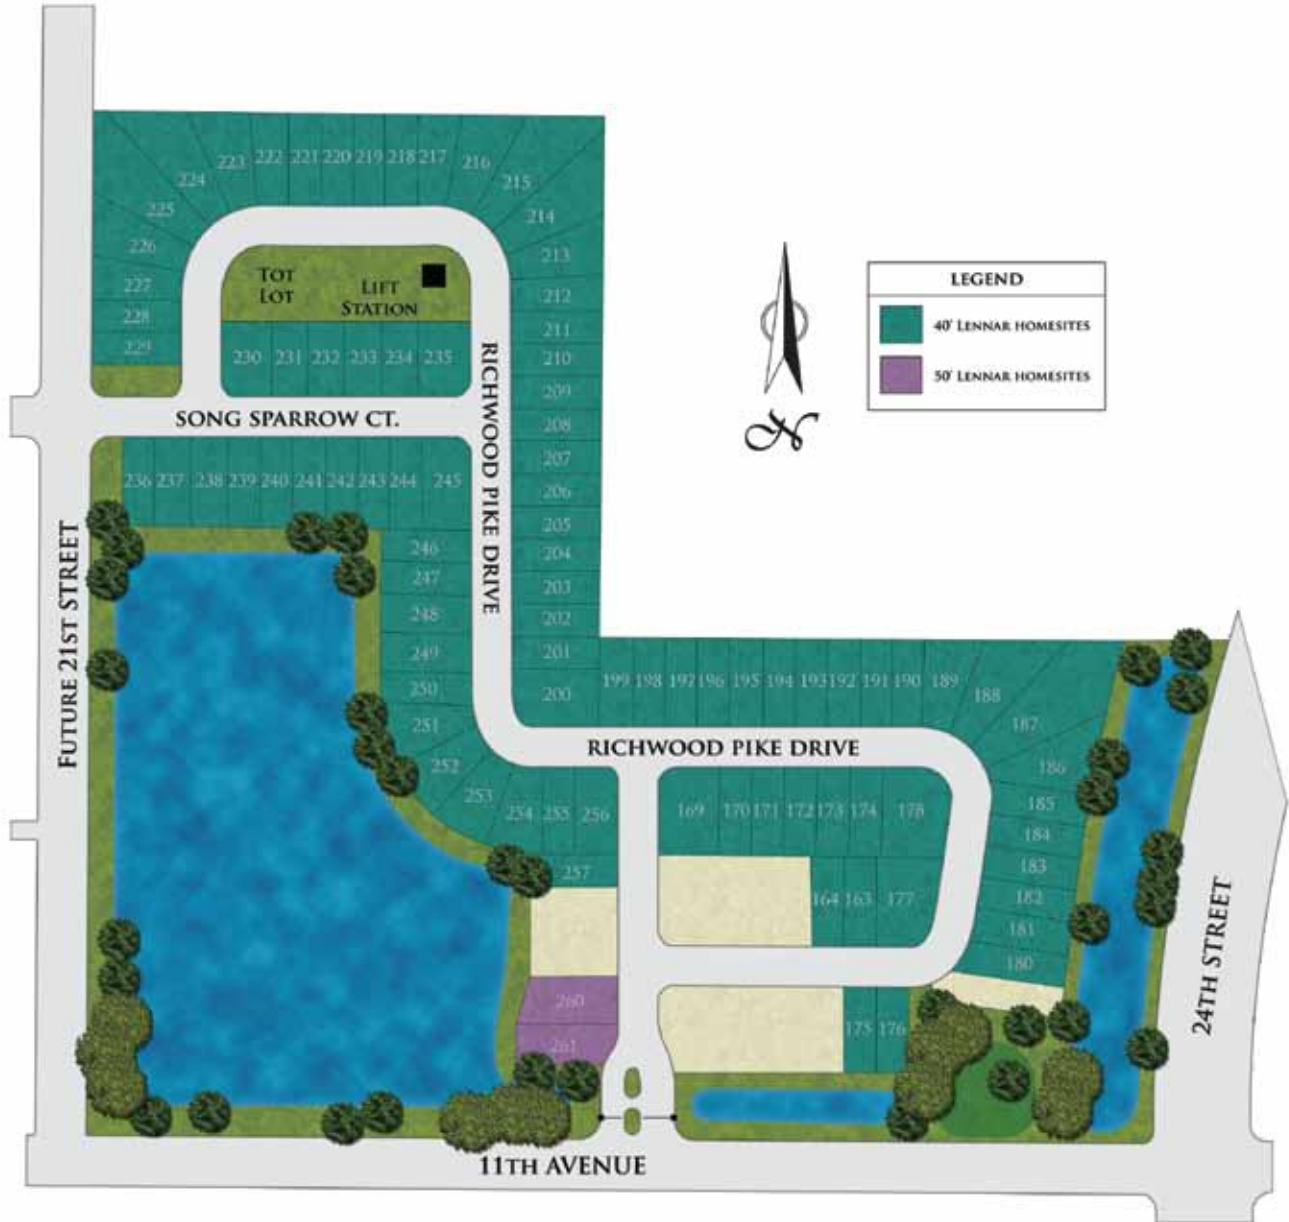 223 222 221 220 219 218 217 216
224 215
225 214
226 213
227 212
228 211
229 210
TOT
LOT
LIFT
STATION
230 231 232 233 234 235
209
208
207
206
205
204
203
202
201
200
SONG SPARROW CT.
RICHWOOD PIKE DRIVE
LEGEND
40' LENNAR HOMESITES
50' LENNAR HOMESITES
N
236 237 238 239 240 241 242 243 244 245
246
247
248
249
250
251
252
253
254 255 256
257
260
261
FUTURE 21ST STREET
199 198 197 196 195 194 193 192 191 190 189
188
187
186
185
184
183
182
181
180
RICHWOOD PIKE DRIVE
169 170 171 172 173 174 178
164 163 177
175 176
24TH STREET
11TH AVENUE